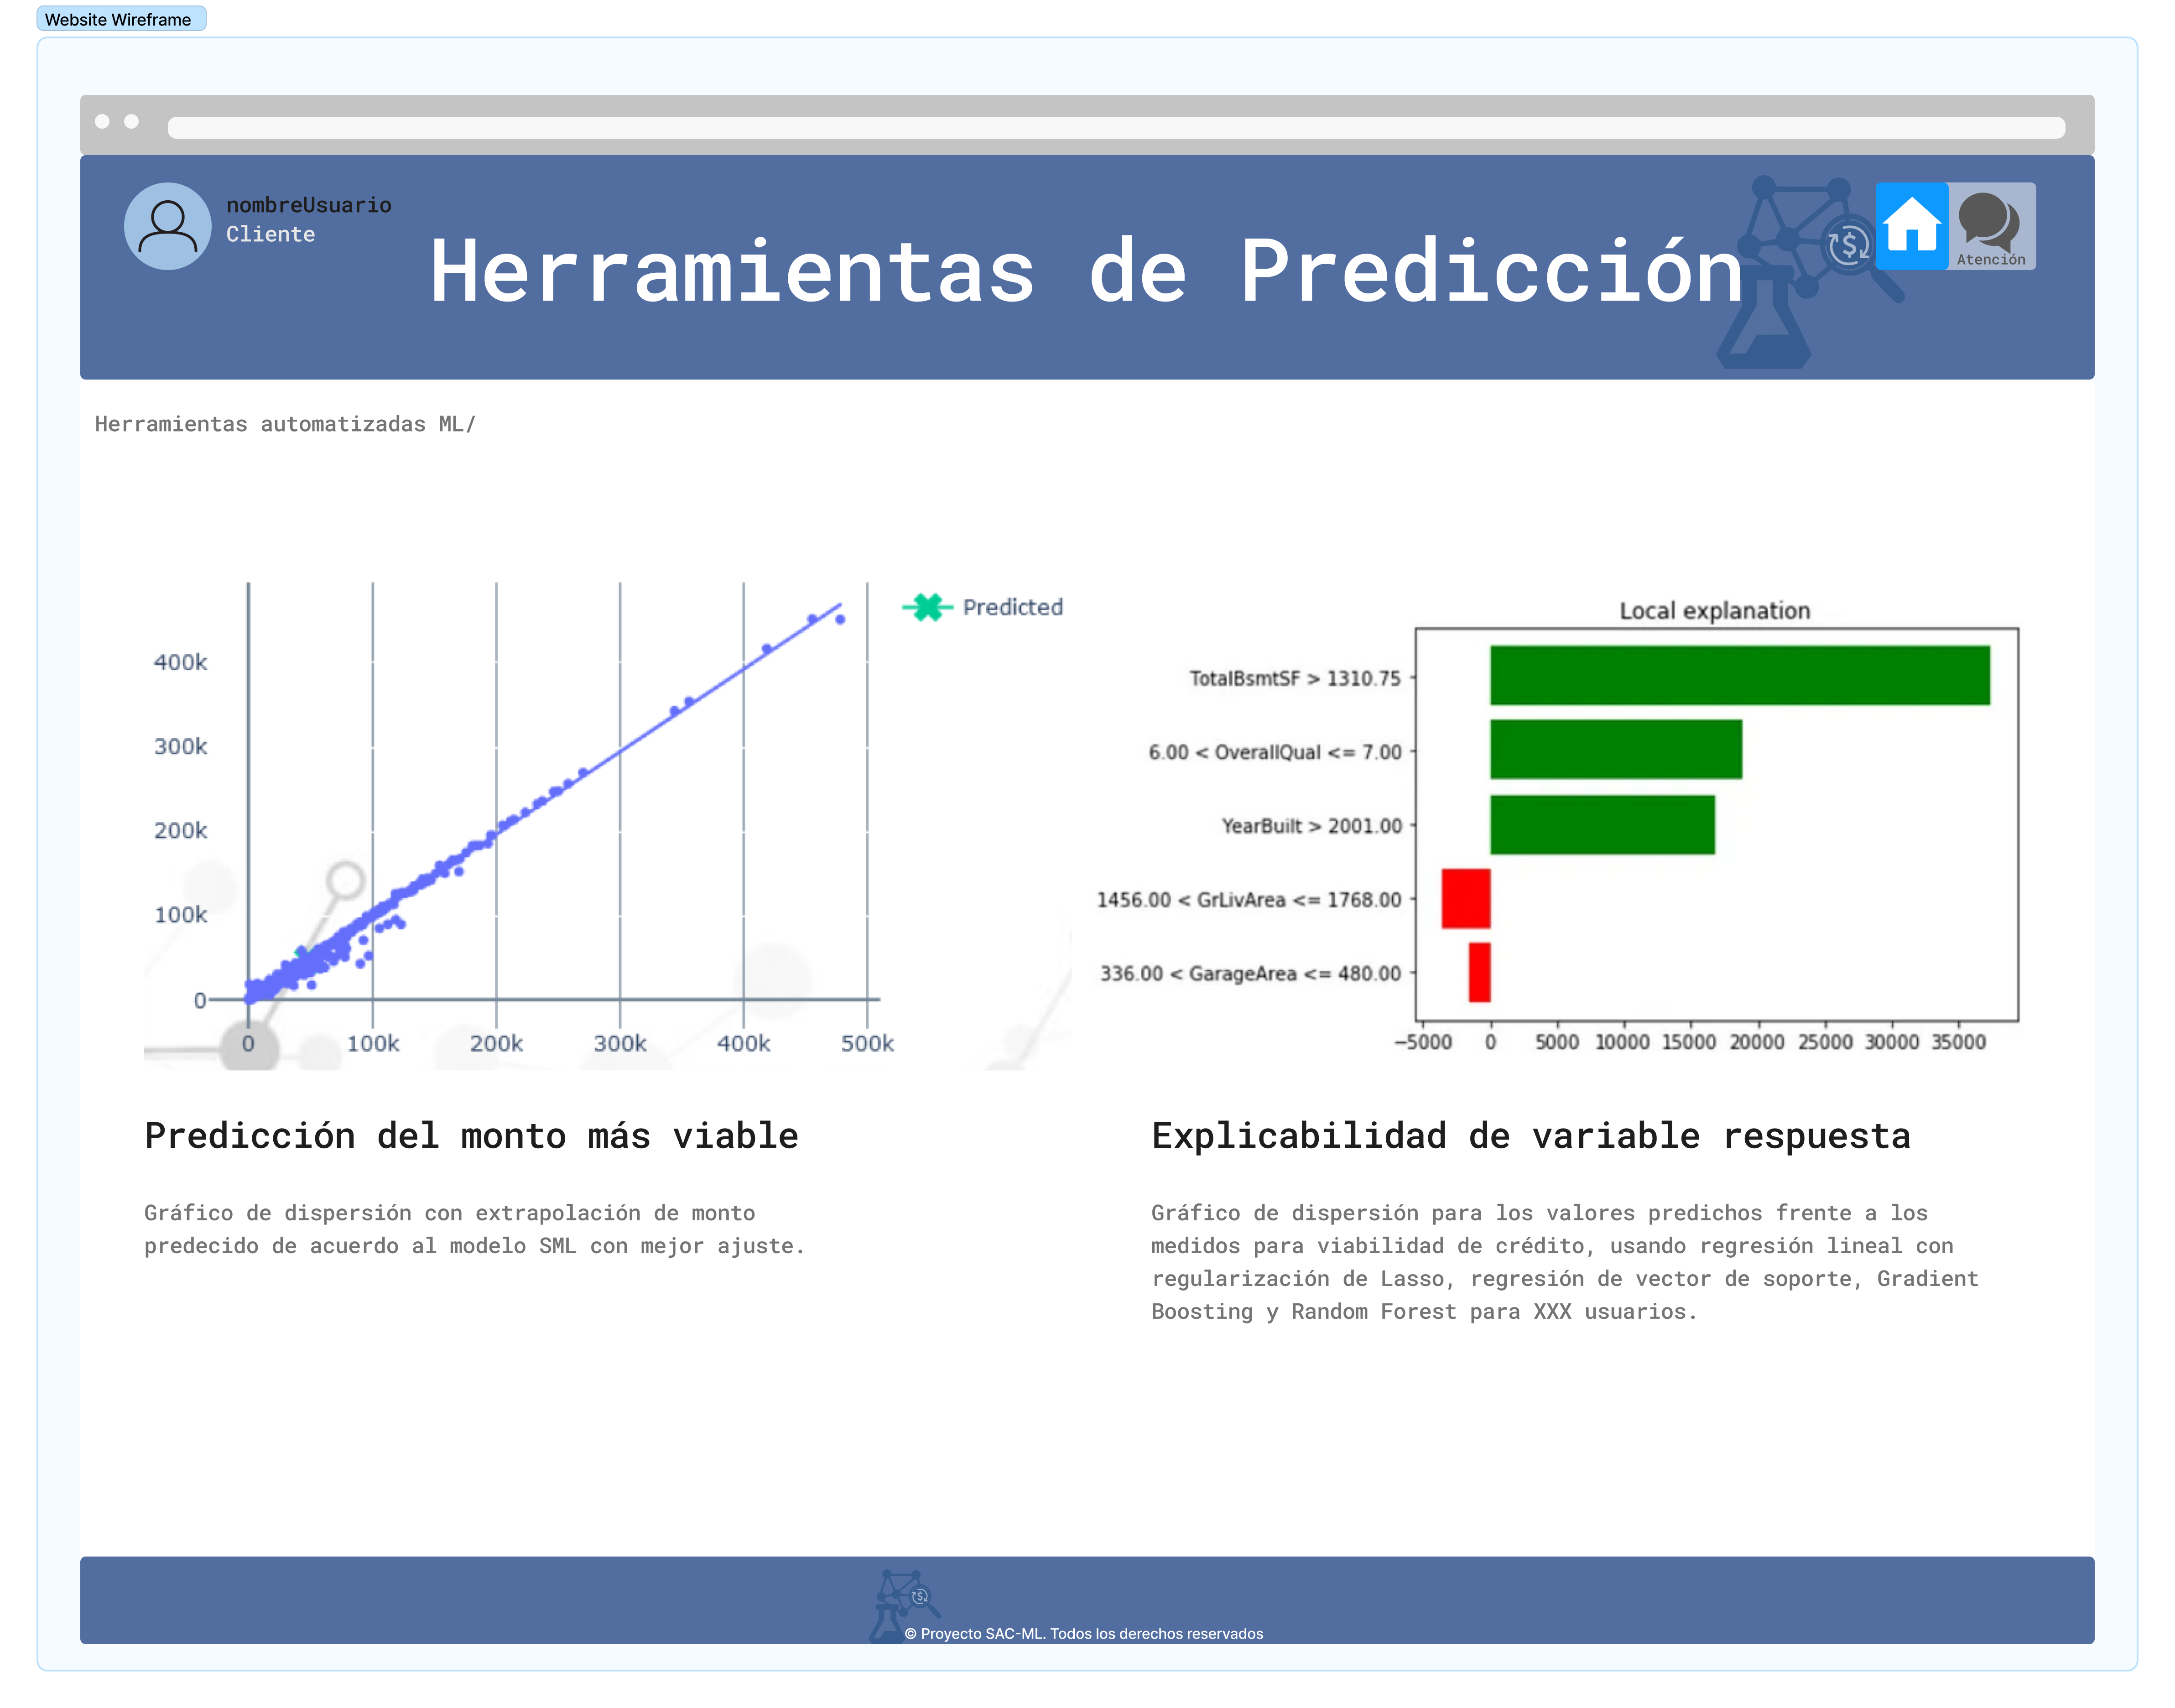 Website Wireframe
nombreUsuario
Cliente
Herramientas de Predicción
Atención
Herramientas automatizadas ML/
Predicted
400k
300k
200k
100k
0
0 100k 200k 300k 400k 500k
Local explanation
TotalBsmtSF > 1310.75
6.00 < OverallQual <= 7.00
YearBuilt > 2001.00
1456.00 < GrLivArea <= 1768.00
336.00 < GarageArea <= 480.00
−5000 0 5000 10000 15000 20000 25000 30000 35000
Predicción del monto más viable
Gráfico de dispersión con extrapolación de monto
predecido de acuerdo al modelo SML con mejor ajuste.
Explicabilidad de variable respuesta
Gráfico de dispersión para los valores predichos frente a los
medidos para viabilidad de crédito, usando regresión lineal con
regularización de Lasso, regresión de vector de soporte, Gradient
Boosting y Random Forest para XXX usuarios.
© Proyecto SAC-ML. Todos los derechos reservados